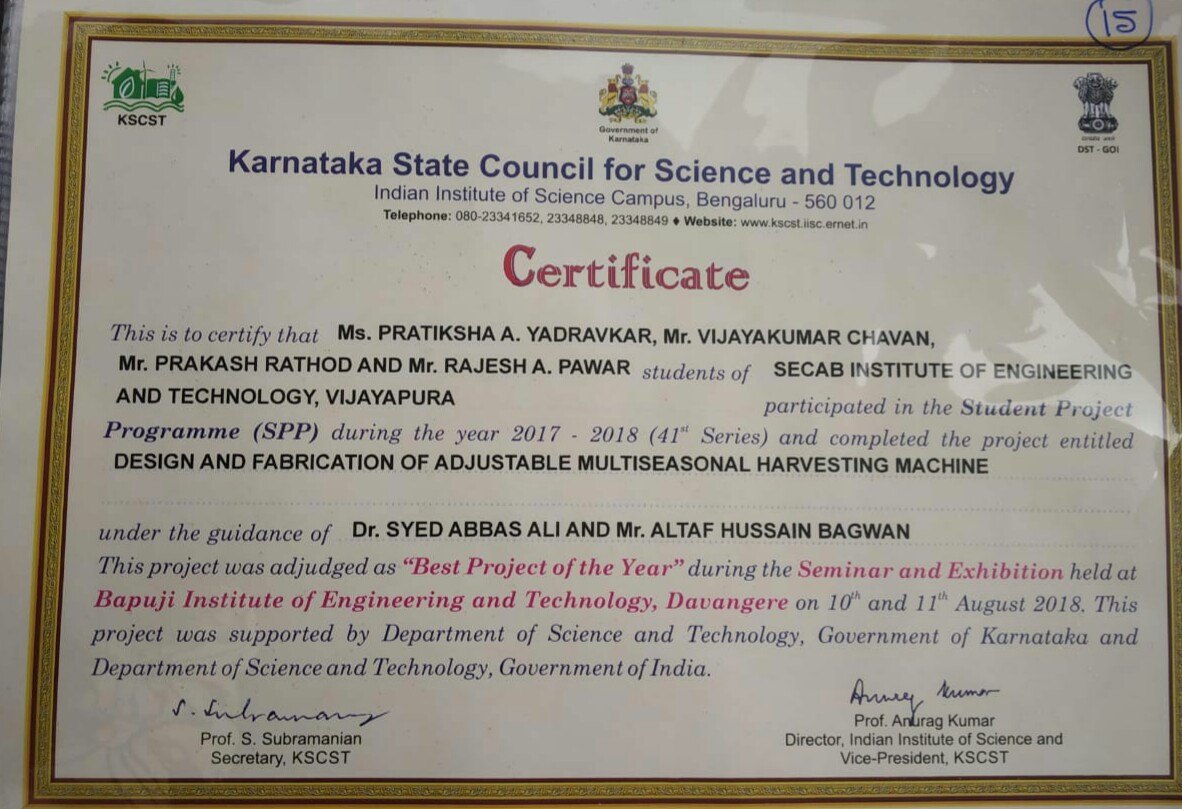 15
KSCST
Government of
Karnataka
DST - GOI
Karnataka State Council for Science and Technology
Indian Institute of Science Campus, Bengaluru - 560 012
Telephone: 080-23341652, 23348848, 23348849 ♦ Website: www.kscst.iisc.ernet.in
Certificate
This is to certify that Ms. PRATIKSHA A. YADRAVKAR, Mr. VIJAYAKUMAR CHAVAN,
Mr. PRAKASH RATHOD AND Mr. RAJESH A. PAWAR students of SECAB INSTITUTE OF ENGINEERING
AND TECHNOLOGY, VIJAYAPURA participated in the Student Project
Programme (SPP) during the year 2017 - 2018 (41st Series) and completed the project entitled
DESIGN AND FABRICATION OF ADJUSTABLE MULTISEASONAL HARVESTING MACHINE
under the guidance of Dr. SYED ABBAS ALI AND Mr. ALTAF HUSSAIN BAGWAN
This project was adjudged as “Best Project of the Year” during the Seminar and Exhibition held at
Bapuji Institute of Engineering and Technology, Davangere on 10th and 11th August 2018. This
project was supported by Department of Science and Technology, Government of Karnataka and
Department of Science and Technology, Government of India.
S. Subramany
Anurag Kumar
Prof. S. Subramanian
Secretary, KSCST
Prof. Anurag Kumar
Director, Indian Institute of Science and
Vice-President, KSCST